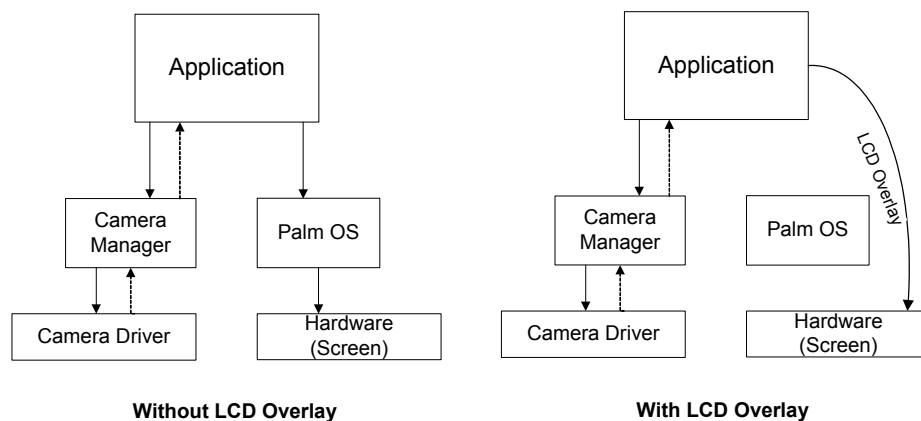 Application
Camera
Manager
Palm OS
Camera Driver
Hardware
(Screen)
Without LCD Overlay
Application
LCD Overlay
Camera
Manager
Palm OS
Camera Driver
Hardware
(Screen)
With LCD Overlay